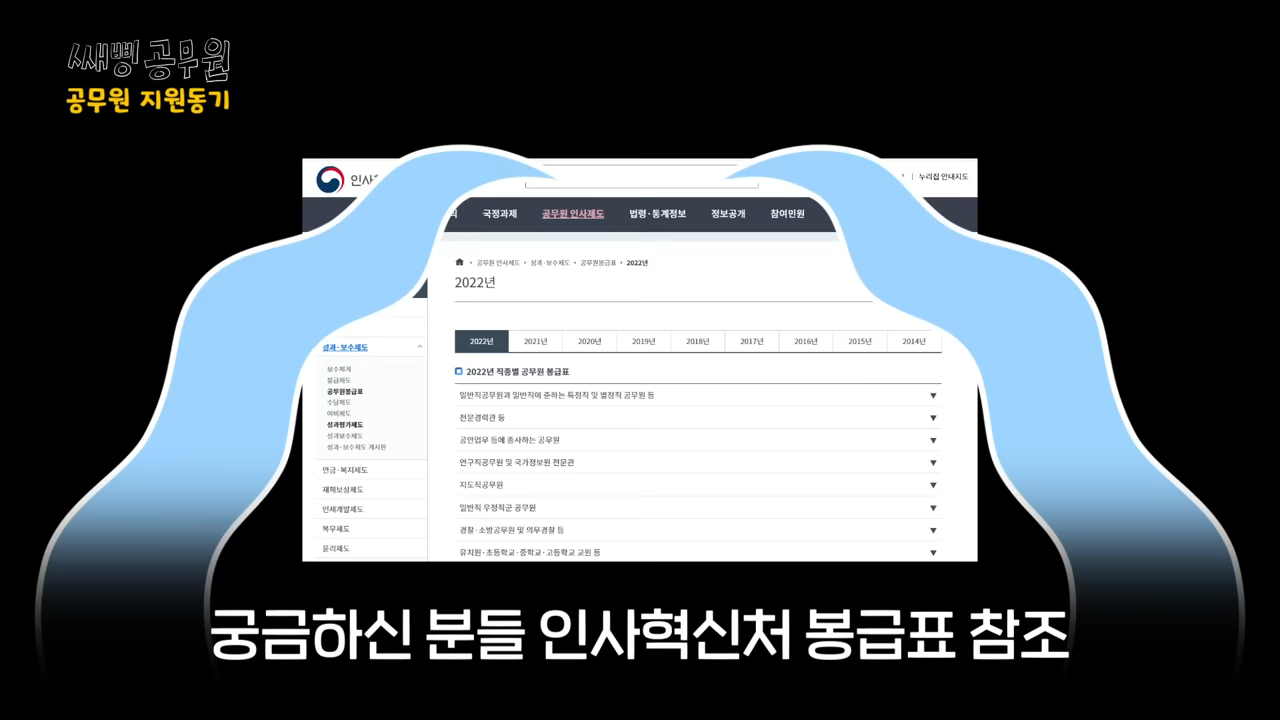 쌔삥 공무원
공무원 지원동기
누리집 안내지도
국정과제 공무원 인사제도 법령·통계정보 정보공개 참여민원
공무원 인사제도 • 성과·보수제도 • 공무원봉급표 • 2022년
2022년
2022년 2021년 2020년 2019년 2018년 2017년 2016년 2015년 2014년
2022년 직종별 공무원 봉급표
일반직공무원과 일반직에 준하는 특정직 및 별정직 공무원 등 ▼
전문경력관 등 ▼
공안업무 등에 종사하는 공무원 ▼
연구직공무원 및 국가정보원 전문관 ▼
지도직공무원 ▼
일반직 우정직군 공무원 ▼
경찰·소방공무원 및 의무경찰 등 ▼
유치원·초등학교·중학교·고등학교 교원 등 ▼
성과·보수제도
보수체계
봉급제도
공무원봉급표
수당제도
여비제도
성과평가제도
성과보수제도
성과·보수제도 게시판
연금·복지제도
재해보상제도
인재개발제도
복무제도
윤리제도
궁금하신 분들 인사혁신처 봉급표 참조